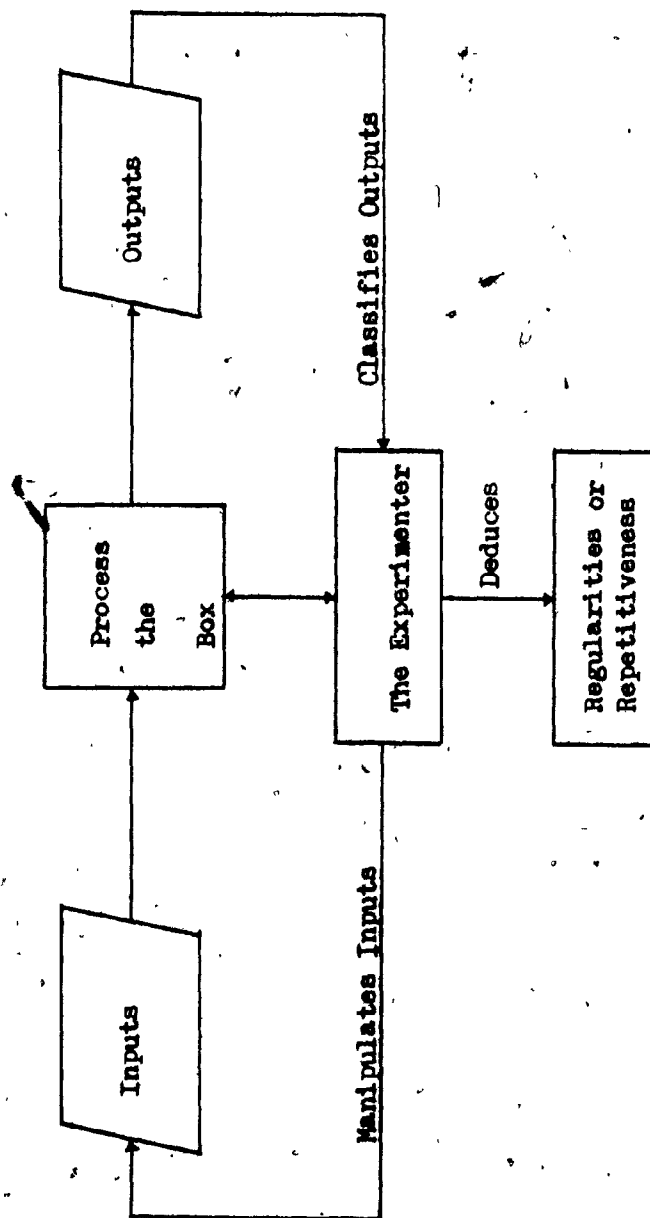 Inputs
Process
the
Box
Outputs
Manipulates Inputs
The Experimenter
Classifies Outputs
Deduces
Regularities or
Repetitiveness